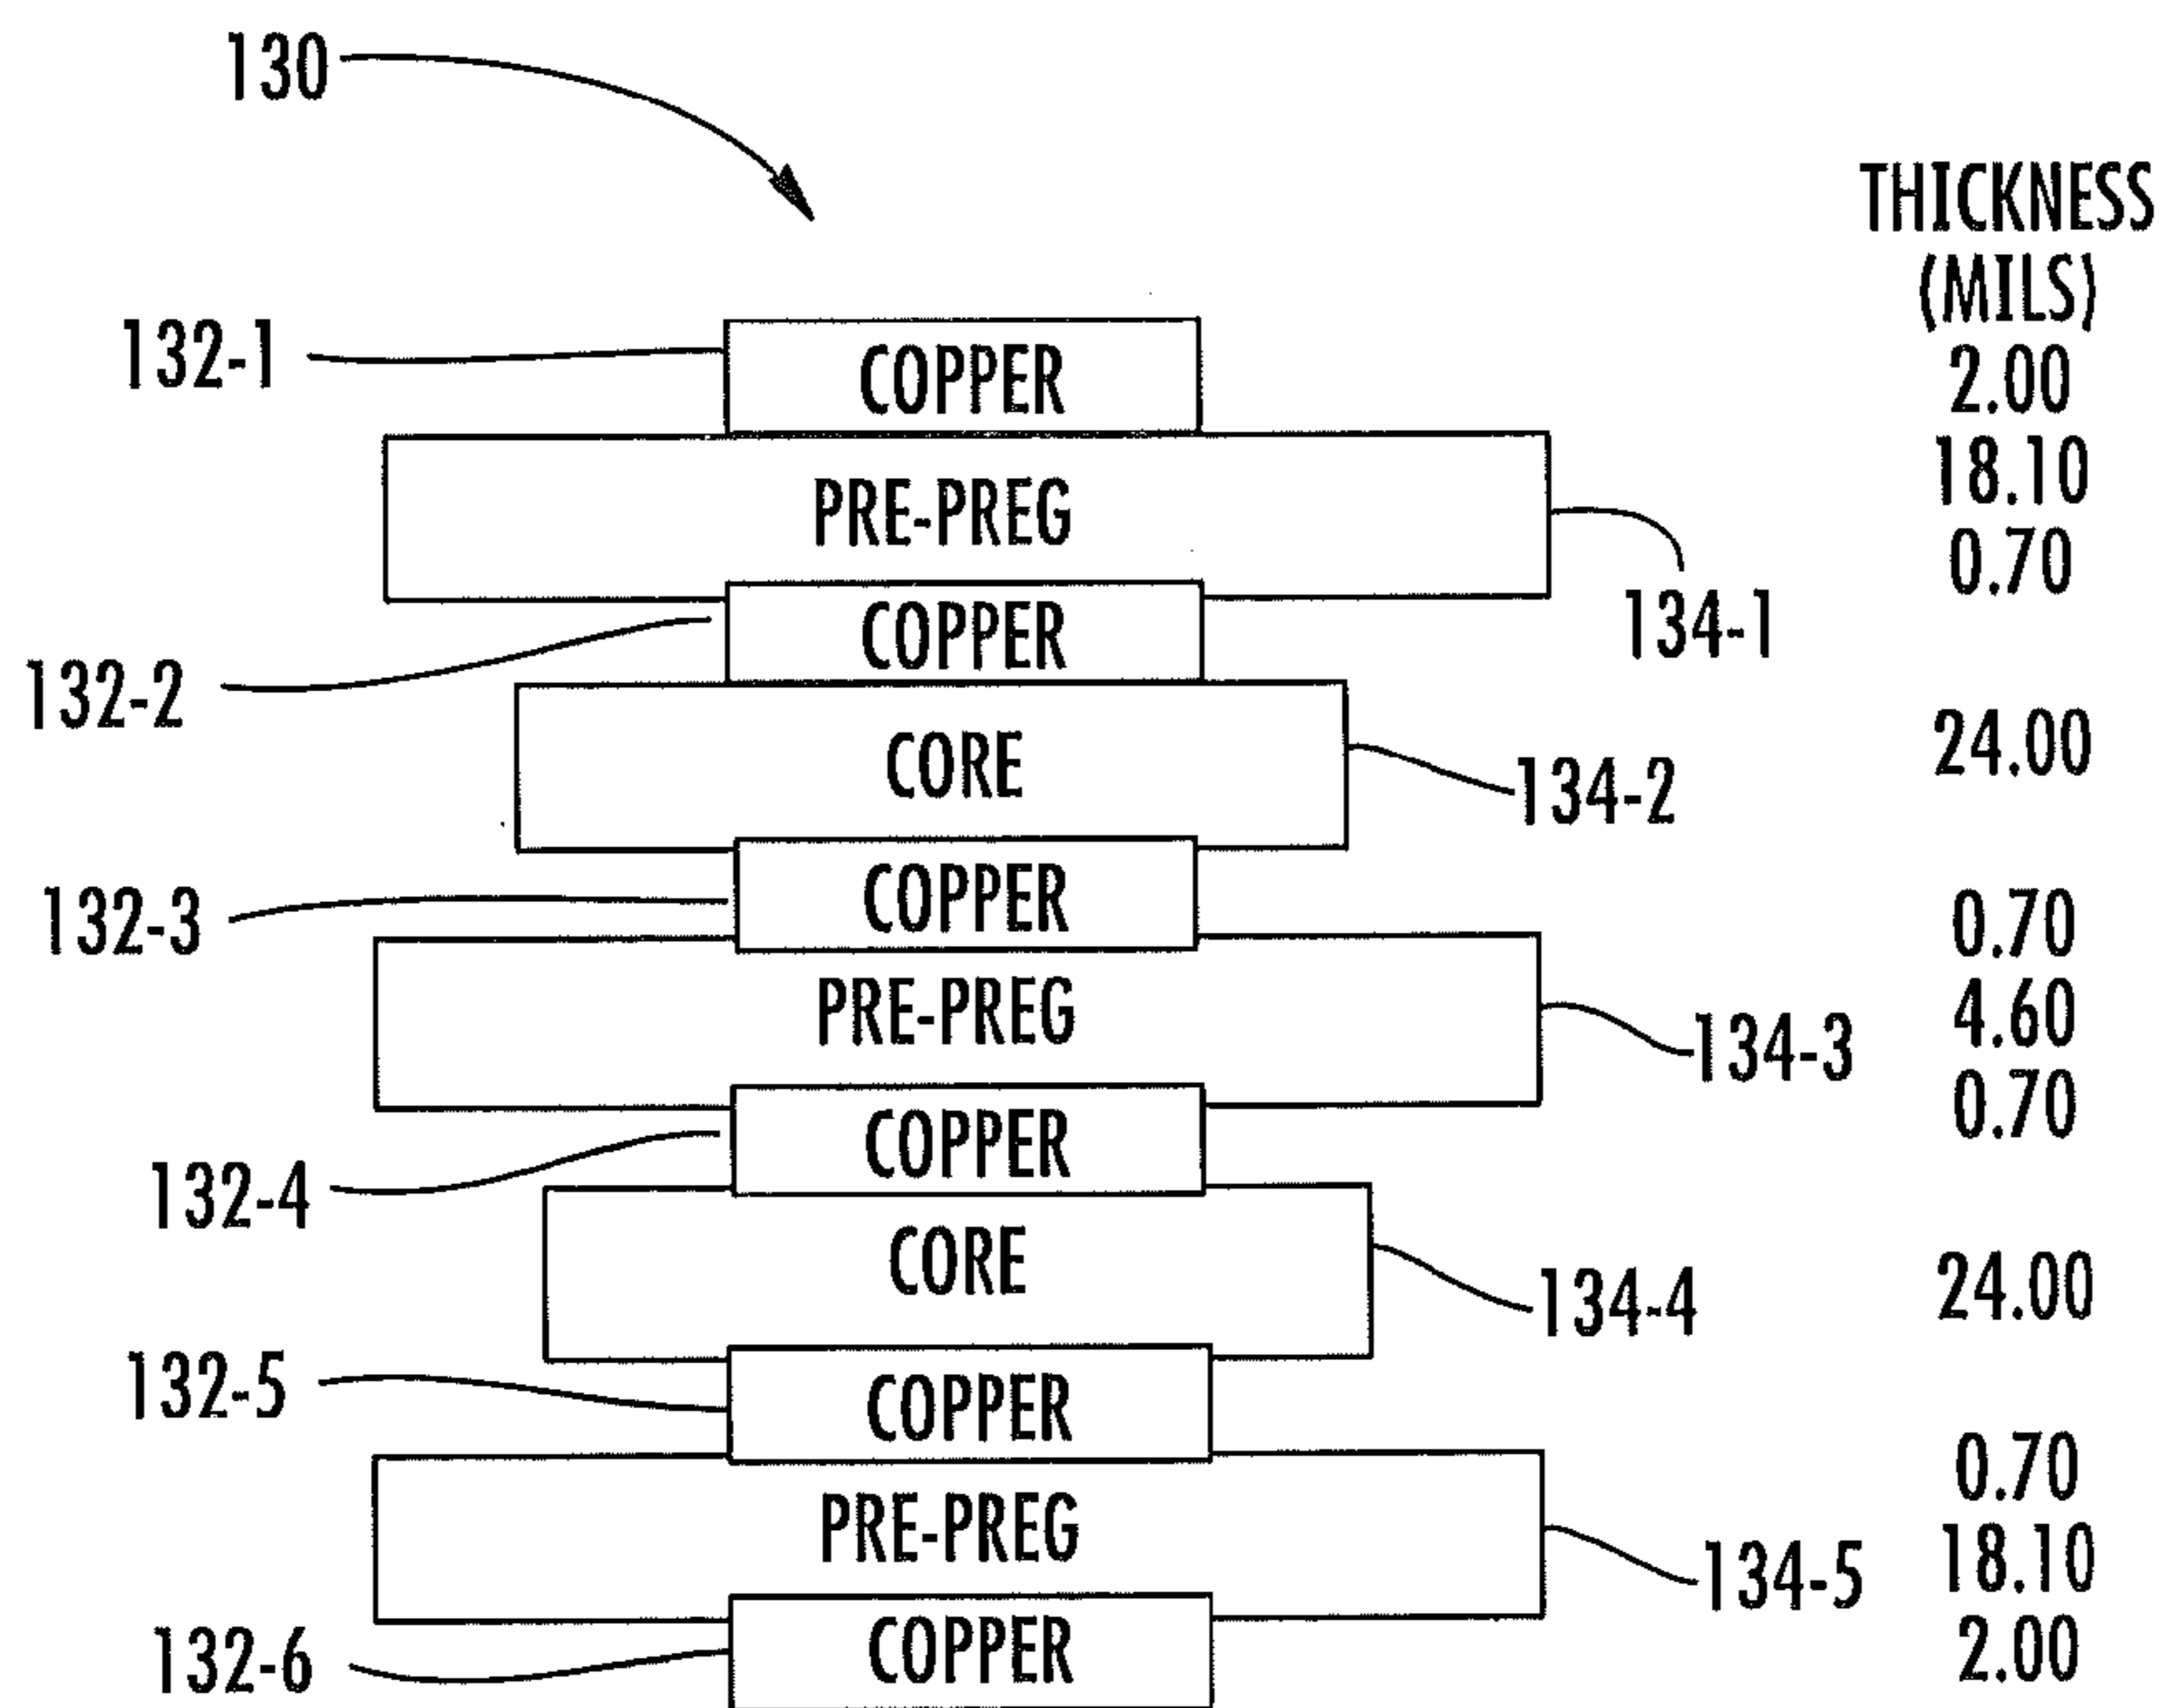 130
THICKNESS
(MILS)
132-1 COPPER 2.00
PRE-PREG 18.10
0.70
134-1
COPPER
132-2
CORE 24.00
134-2
132-3 COPPER 0.70
PRE-PREG 4.60
134-3
0.70
COPPER
132-4
CORE 24.00
134-4
132-5 COPPER
0.70
PRE-PREG 18.10
134-5
132-6 COPPER 2.00